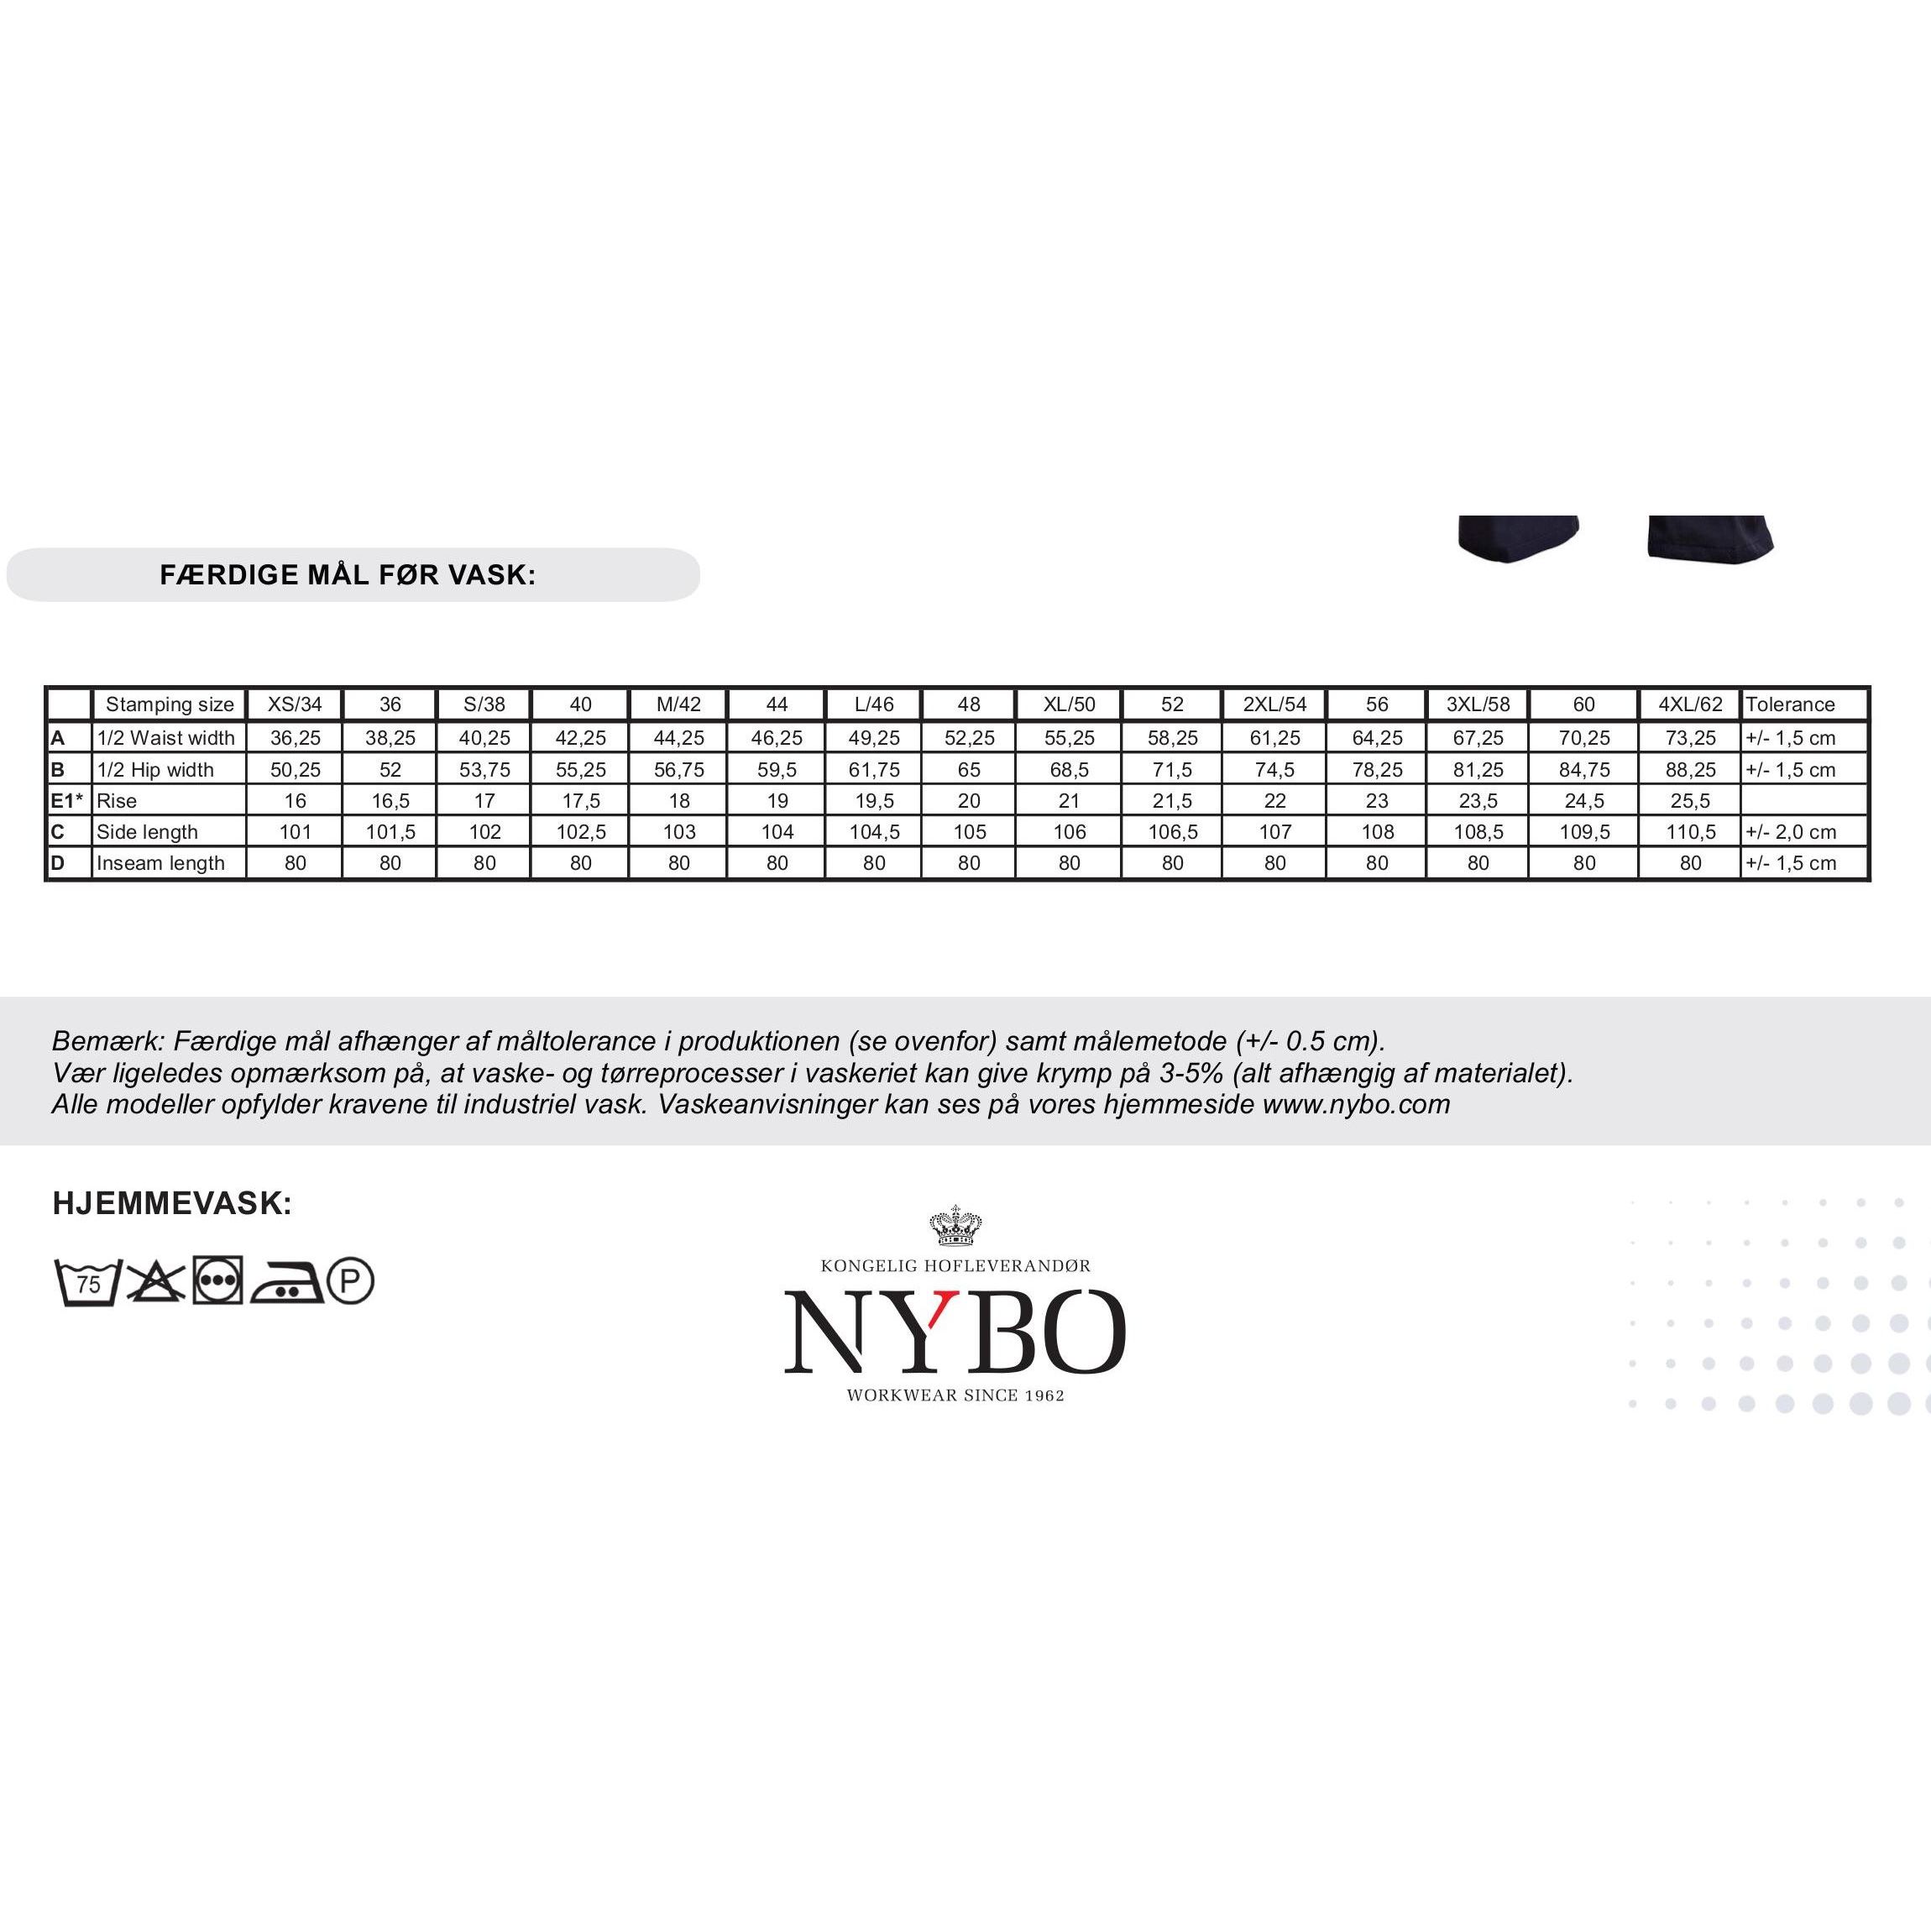 FÆRDIGE MÅL FØR VASK:
Stamping size XS/34 36 S/38 40 M/42 44 L/46 48 XL/50 52 2XL/54 56 3XL/58 60 4XL/62 Tolerance
A 1/2 Waist width 36,25 38,25 40,25 42,25 44,25 46,25 49,25 52,25 55,25 58,25 61,25 64,25 67,25 70,25 73,25 +/- 1,5 cm
B 1/2 Hip width 50,25 52 53,75 55,25 56,75 59,5 61,75 65 68,5 71,5 74,5 78,25 81,25 84,75 88,25 +/- 1,5 cm
E1* Rise 16 16,5 17 17,5 18 19 19,5 20 21 21,5 22 23 23,5 24,5 25,5
C Side length 101 101,5 102 102,5 103 104 104,5 105 106 106,5 107 108 108,5 109,5 110,5 +/- 2,0 cm
D Inseam length 80 80 80 80 80 80 80 80 80 80 80 80 80 80 80 +/- 1,5 cm
Bemærk: Færdige mål afhænger af måltolerance i produktionen (se ovenfor) samt målemetode (+/- 0.5 cm).
Vær ligeledes opmærksom på, at vaske- og tørreprocesser i vaskeriet kan give krymp på 3-5% (alt afhængig af materialet).
Alle modeller opfylder kravene til industriel vask. Vaskeanvisninger kan ses på vores hjemmeside www.nybo.com
HJEMMEVASK:
75 P
KONGELIG HOFLEVERANDØR
NYBO
WORKWEAR SINCE 1962